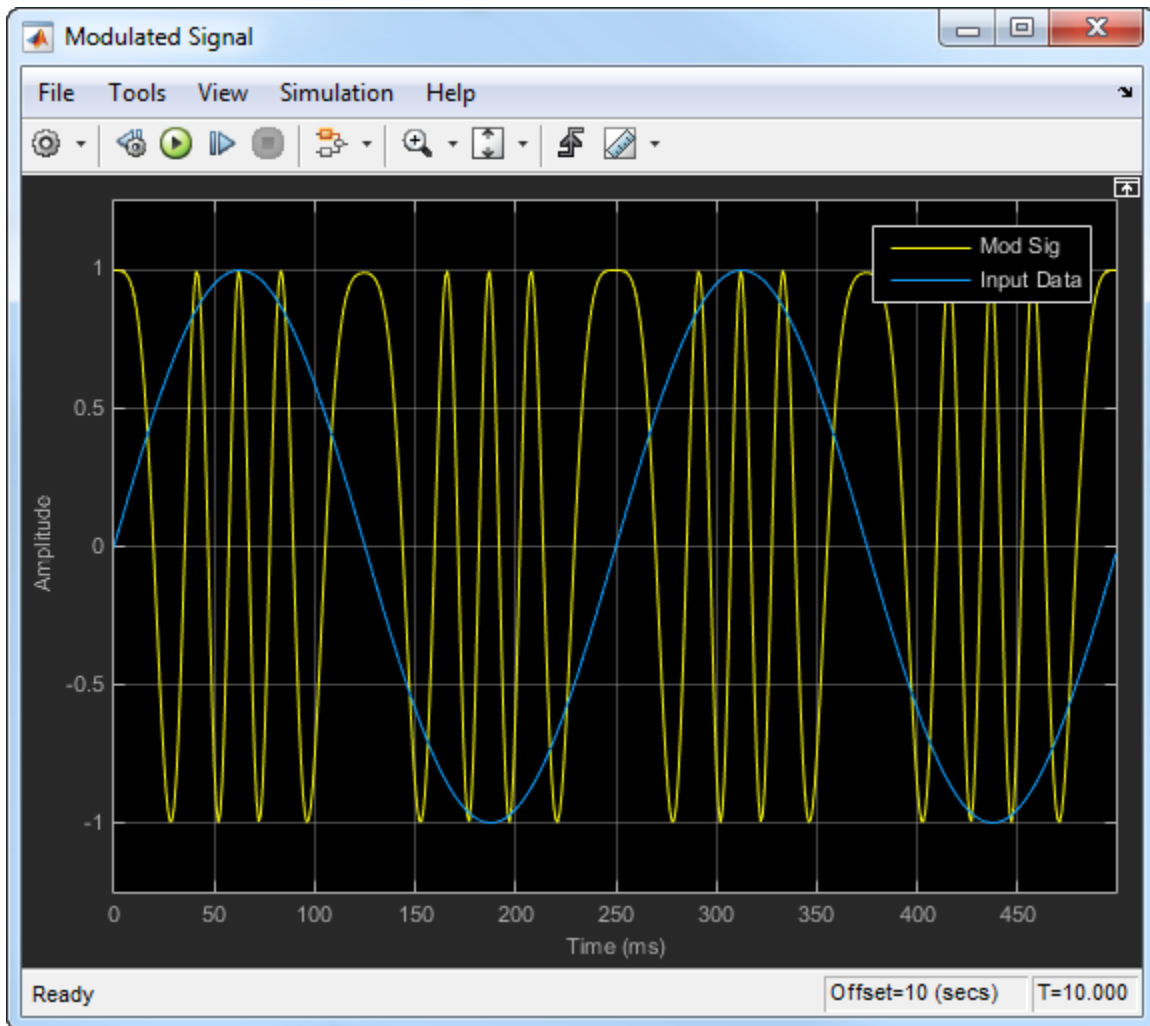 Modulated Signal
File Tools View Simulation Help
Mod Sig
Input Data
1
0.5
0
-0.5
-1
Amplitude
0 50 100 150 200 250 300 350 400 450
Time (ms)
Ready Offset=10 (secs) T=10.000